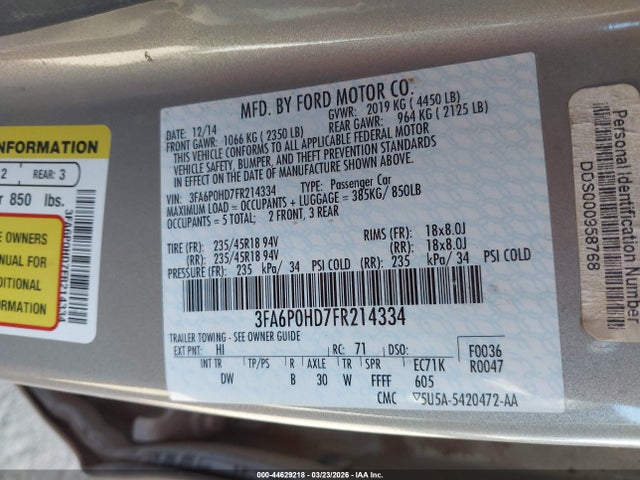 MFD. BY FORD MOTOR CO.
DATE: 12/14
GVWR: 2019 KG ( 4450 LB)
FRONT GAWR: 1066 KG ( 2350 LB)
REAR GAWR: 964 KG ( 2125 LB)
THIS VEHICLE CONFORMS TO ALL APPLICABLE FEDERAL MOTOR
VEHICLE SAFETY, BUMPER, AND THEFT PREVENTION STANDARDS
IN EFFECT ON THE DATE OF MANUFACTURE SHOWN ABOVE.
VIN: 3FA6P0HD7FR214334 TYPE: Passenger Car
MAXIMUM LOAD = OCCUPANTS + LUGGAGE = 385KG/ 850LB
OCCUPANTS = 5 TOTAL; 2 FRONT, 3 REAR
TIRE (FR): 235/45R18 94V RIMS (FR): 18x8.0J
(RR): 235/45R18 94V (RR): 18x8.0J
PRESSURE (FR): 235 kPa/ 34 PSI COLD (RR): 235 kPa/ 34 PSI COLD
3FA6P0HD7FR214334
TRAILER TOWING - SEE OWNER GUIDE
EXT PNT: HI RC: 71 DSO: F0036
INT TR TP/PS R AXLE TR SPR EC71K R0047
DW B 30 W FFFF 605
CMC 5U5A-5420472-AA
INFORMATION
2 REAR: 3
850 lbs.
3FA6P0HD7FR214334
OWNERS
MANUAL FOR
ADDITIONAL
Personal Identification
DDS0060958768
000-44629218 - 03/23/2026 - IAA Inc.